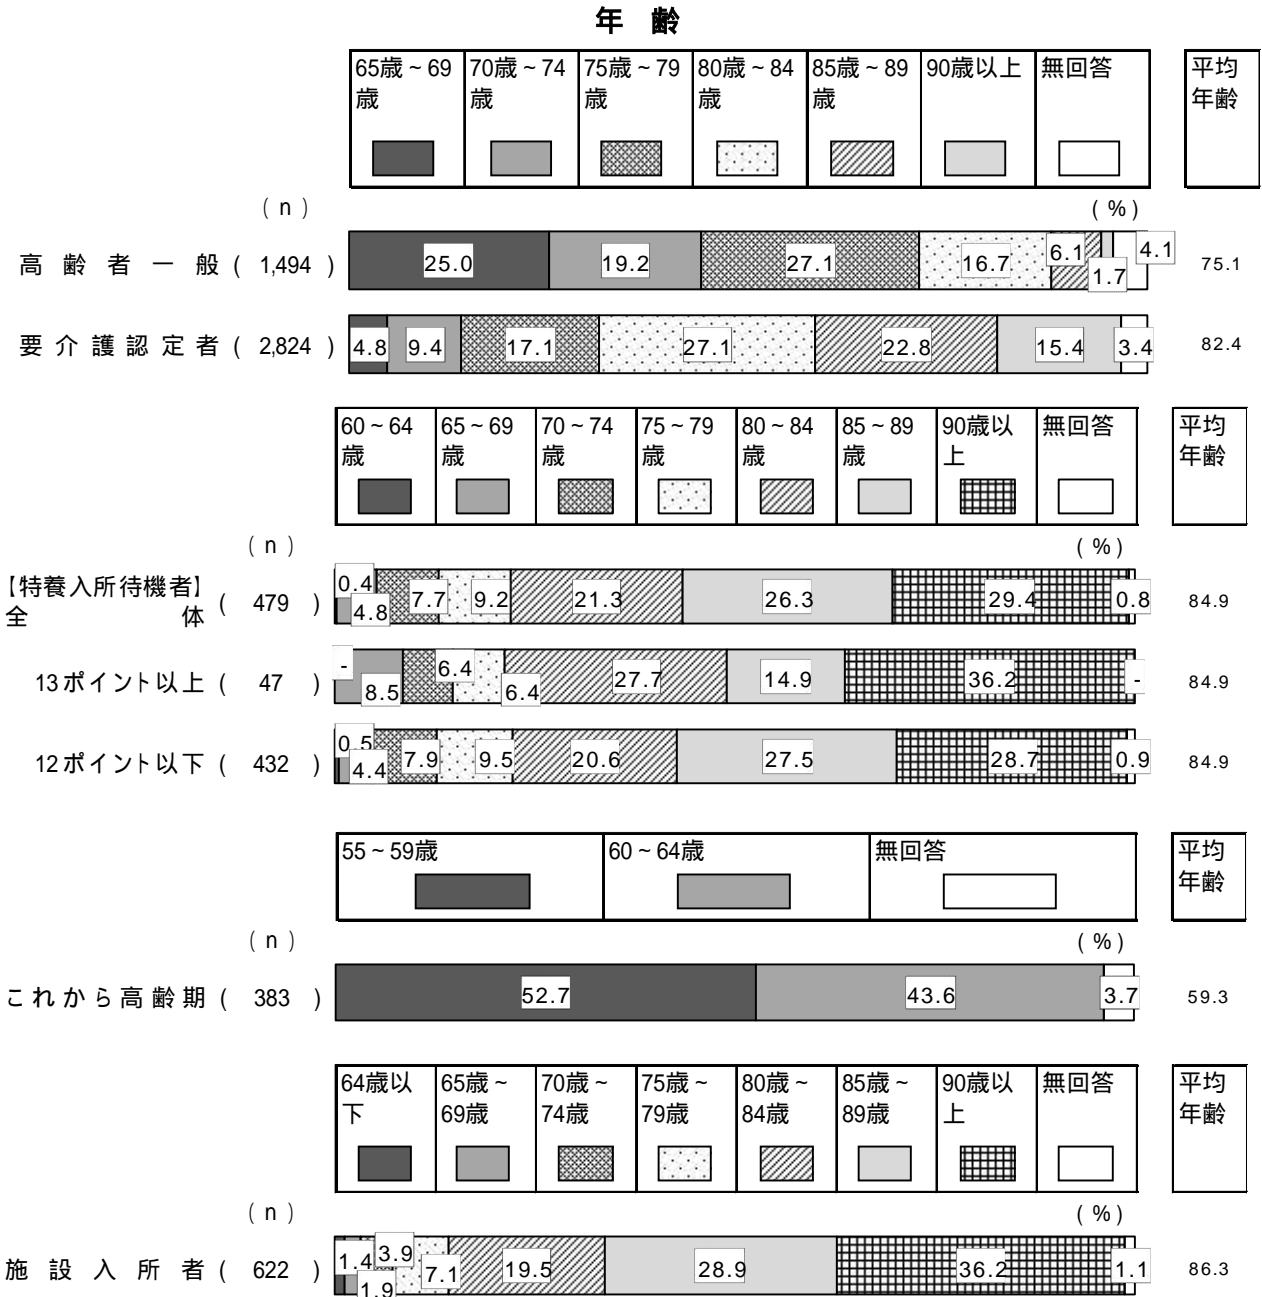 年 齢
65歳～69歳 70歳～74歳 75歳～79歳 80歳～84歳 85歳～89歳 90歳以上 無回答 平均年齢
(n) (%)
高齢者一般 (1,494) 25.0 19.2 27.1 16.7 6.1 1.7 4.1 75.1
要介護認定者 (2,824) 4.8 9.4 17.1 27.1 22.8 15.4 3.4 82.4
60～64歳 65～69歳 70～74歳 75～79歳 80～84歳 85～89歳 90歳以上 無回答 平均年齢
(n) (%)
【特養入所待機者】
全体 (479) 0.4 4.8 7.7 9.2 21.3 26.3 29.4 0.8 84.9
13ポイント以上 (47) - 8.5 6.4 6.4 27.7 14.9 36.2 - 84.9
12ポイント以下 (432) 0.5 4.4 7.9 9.5 20.6 27.5 28.7 0.9 84.9
55～59歳 60～64歳 無回答 平均年齢
(n) (%)
これから高齢期 (383) 52.7 43.6 3.7 59.3
64歳以下 65歳～69歳 70歳～74歳 75歳～79歳 80歳～84歳 85歳～89歳 90歳以上 無回答 平均年齢
(n) (%)
施設入所者 (622) 1.4 1.9 3.9 7.1 19.5 28.9 36.2 1.1 86.3